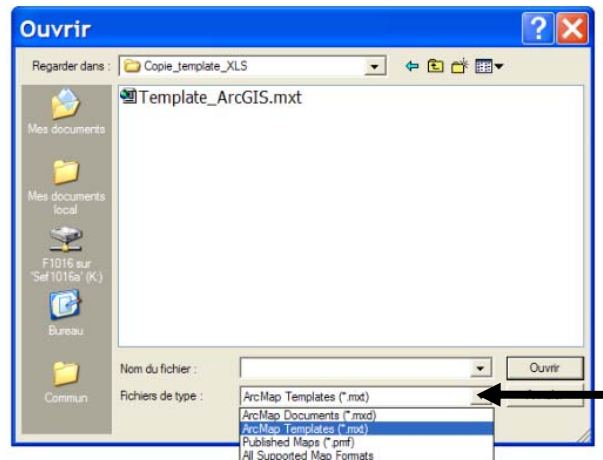 Ouvrir
Regarder dans : Copie_template_XLS
Template_ArcGIS.mxt
Mes documents
Mes documents
local
F1016 sur
'Sef1016a' (K:)
Bureau
Commun
Nom du fichier : Ouvrir
Fichiers de type : ArcMap Templates (*.mxt)
ArcMap Documents (*.mxd)
ArcMap Templates (*.mxt)
Published Maps (*.pmf)
All Supported Map Formats